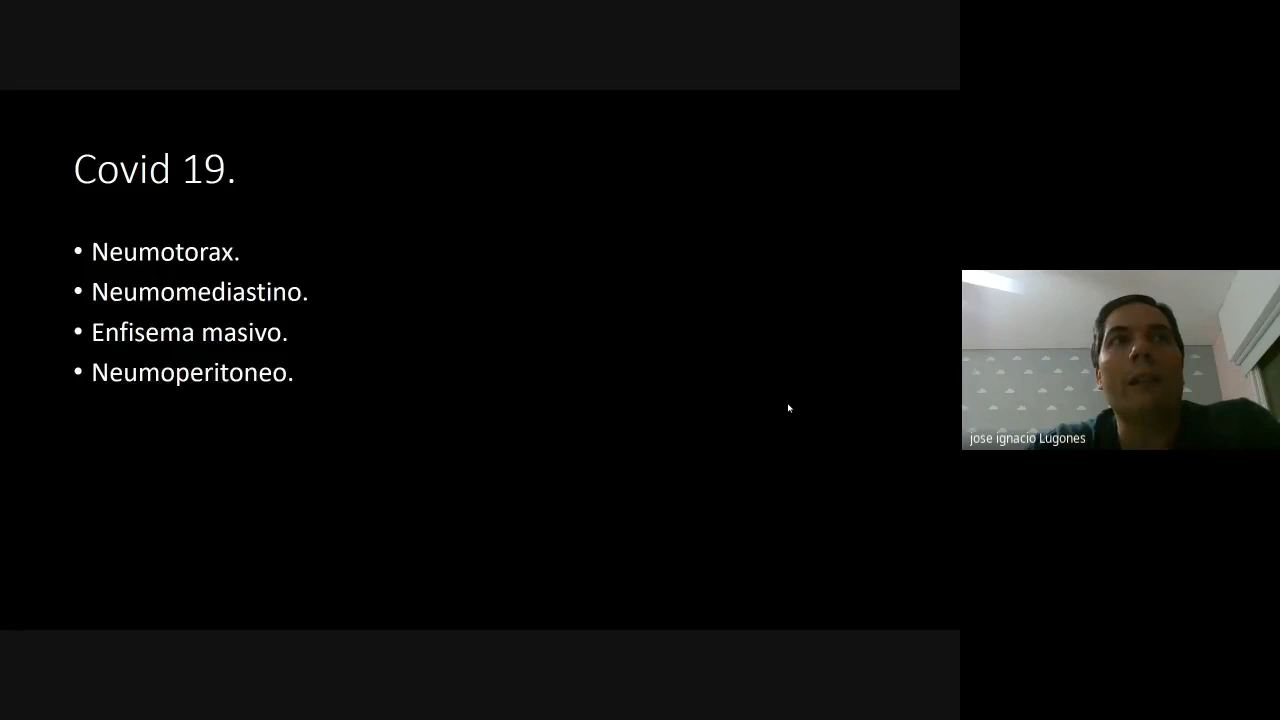 Covid 19.
• Neumotorax.
• Neumomediastino.
• Enfisema masivo.
• Neumoperitoneo.
jose ignacio Lugones